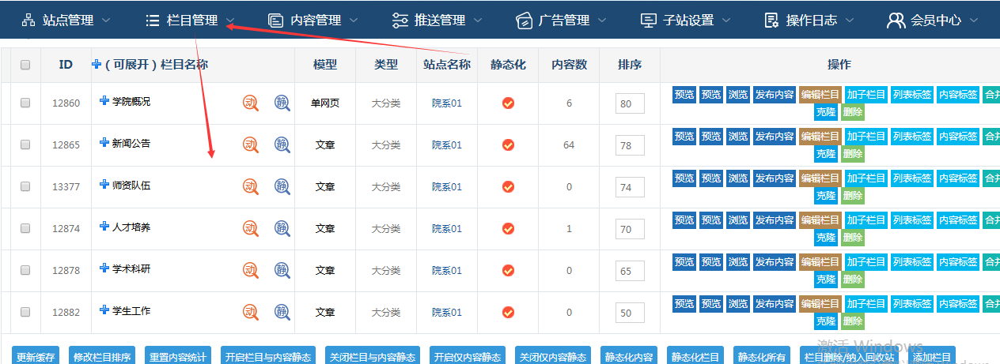 站点管理 栏目管理 内容管理 推送管理 广告管理 子站设置 操作日志 会员中心
ID (可展开)栏目名称 模型 类型 站点名称 静态化 内容数 排序 操作
12860 学院概况 动 静 单网页 大分类 院系01 6 80 预览 预览 浏览 发布内容 编辑栏目 加子栏目 列表标签 内容标签 合并
克隆 删除
12865 新闻公告 动 静 文章 大分类 院系01 64 78 预览 预览 浏览 发布内容 编辑栏目 加子栏目 列表标签 内容标签 合并
克隆 删除
13377 师资队伍 动 静 文章 大分类 院系01 0 74 预览 预览 浏览 发布内容 编辑栏目 加子栏目 列表标签 内容标签 合并
克隆 删除
12874 人才培养 动 静 文章 大分类 院系01 1 70 预览 预览 浏览 发布内容 编辑栏目 加子栏目 列表标签 内容标签 合并
克隆 删除
12878 学术科研 动 静 文章 大分类 院系01 0 65 预览 预览 浏览 发布内容 编辑栏目 加子栏目 列表标签 内容标签 合并
克隆 删除
12882 学生工作 动 静 文章 大分类 院系01 0 50 预览 预览 浏览 发布内容 编辑栏目 加子栏目 列表标签 内容标签 合并
克隆 删除
激活 Windows
更新缓存 修改栏目排序 重置内容统计 开启栏目与内容静态 关闭栏目与内容静态 开启仅内容静态 关闭仅内容静态 静态化内容 静态化栏目 静态化所有 栏目删除/纳入回收站 添加栏目